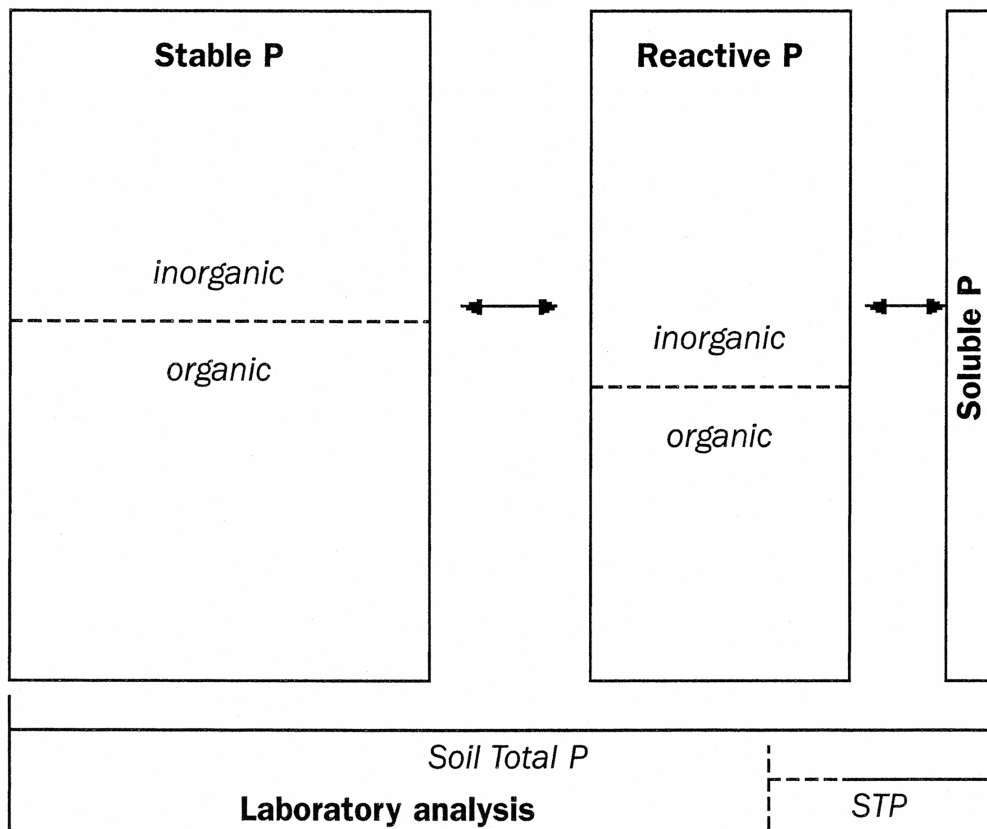 Stable P
inorganic
organic
Reactive P
inorganic
organic
Soluble P
Soil Total P
Laboratory analysis
STP